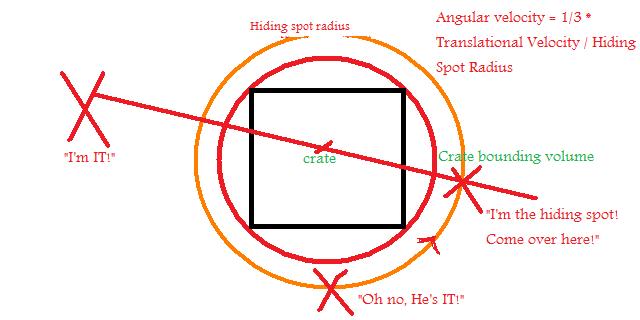 Hiding spot radius
Angular velocity = 1/3 *
Translational Velocity / Hiding
Spot Radius
"I'm IT!"
crate
Crate bounding volume
"I'm the hiding spot!
Come over here!"
"Oh no, He's IT!"